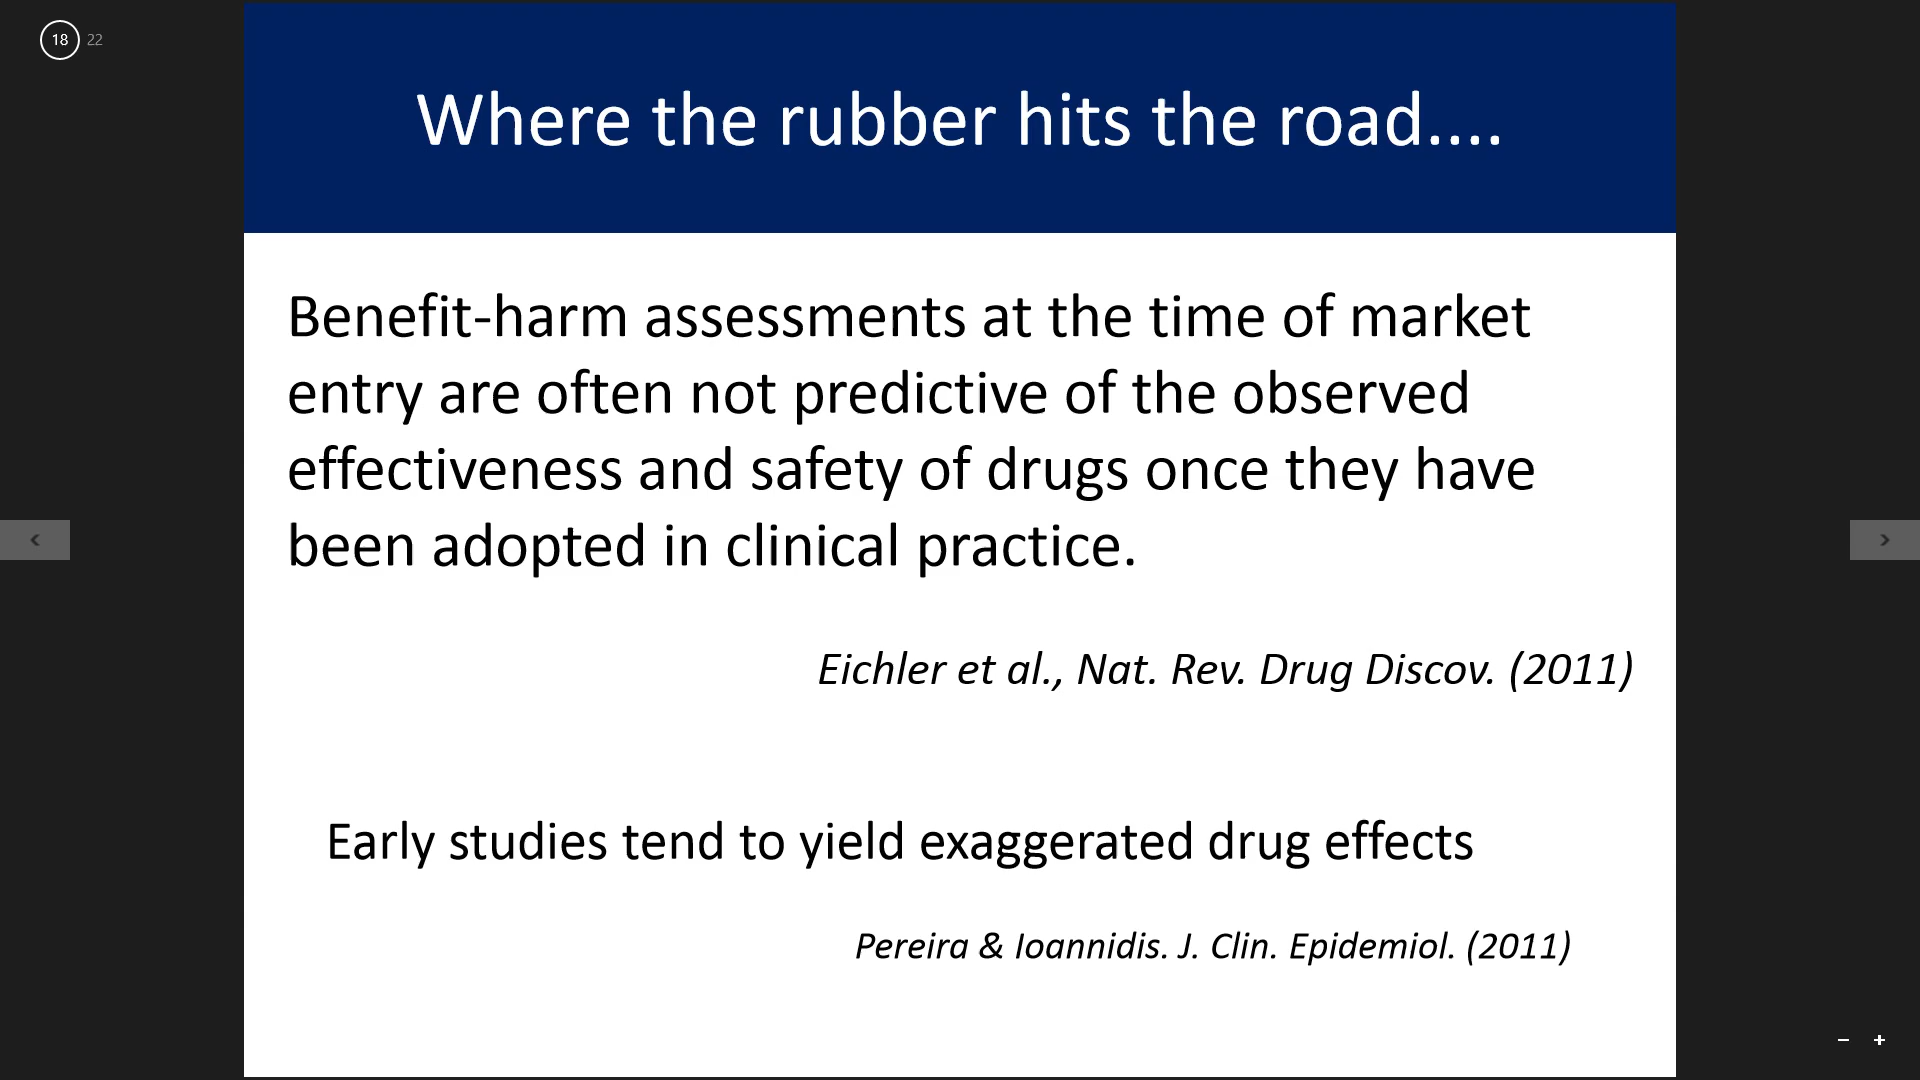 18 22
Where the rubber hits the road....
Benefit-harm assessments at the time of market
entry are often not predictive of the observed
effectiveness and safety of drugs once they have
been adopted in clinical practice.
Eichler et al., Nat. Rev. Drug Discov. (2011)
Early studies tend to yield exaggerated drug effects
Pereira & Ioannidis. J. Clin. Epidemiol. (2011)